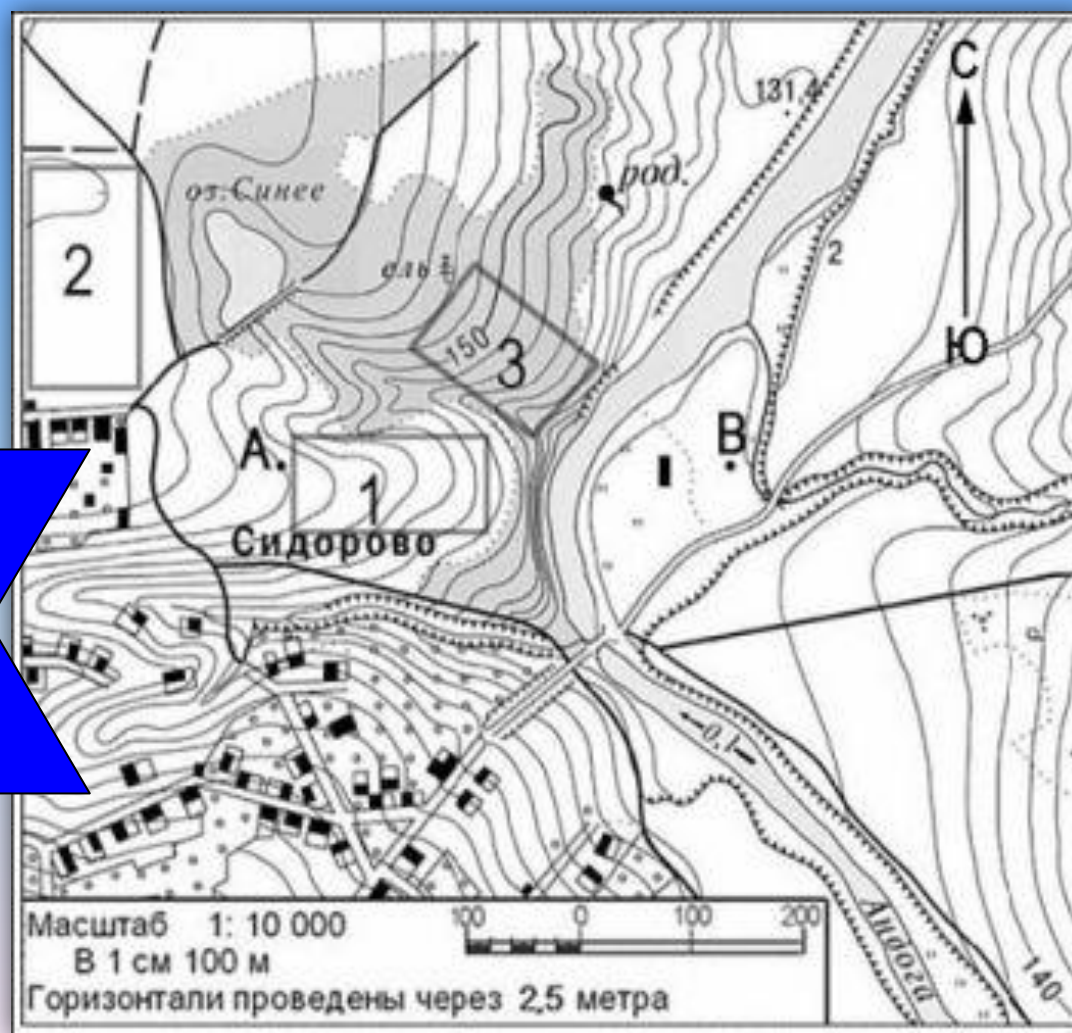 С
131,4
род.
оз. Синее
2
2
ель
Ю
150
3
А.
В
1
Сидорово
0,1
Андога
140
Масштаб 1: 10 000
В 1 см 100 м
Горизонтали проведены через 2,5 метра
100 0 100 200